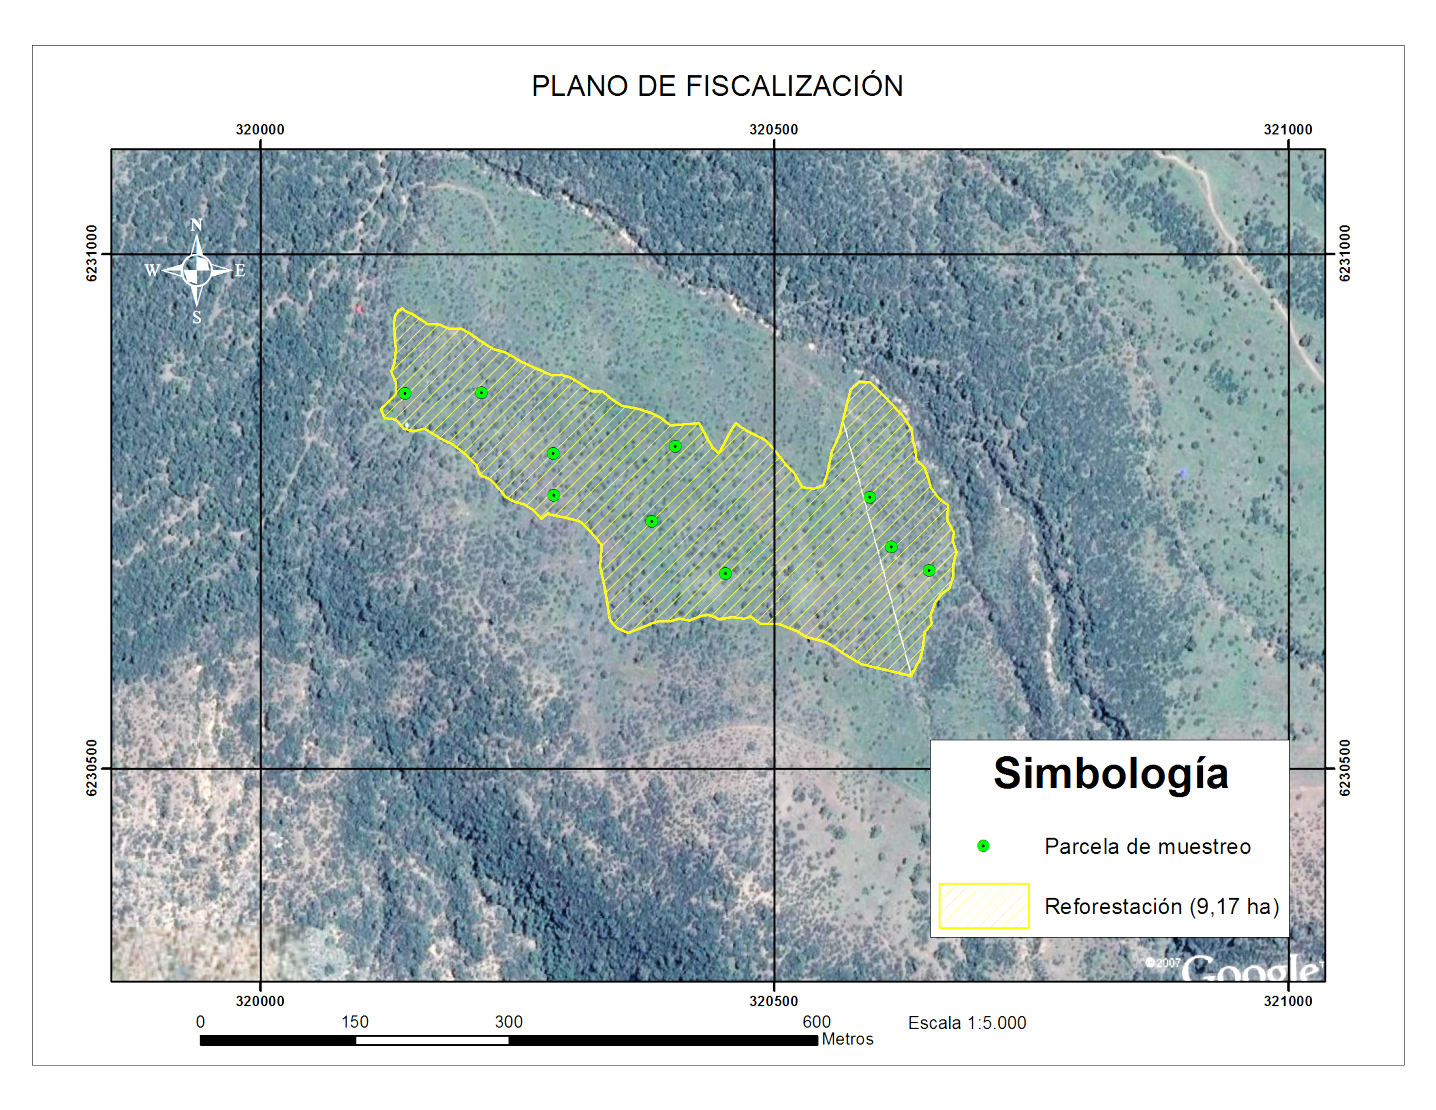 PLANO DE FISCALIZACIÓN
320000 320500 321000
6231000 6231000
N
W E
S
6230500 6230500
Simbología
Parcela de muestreo
Reforestación (9,17 ha)
©2007 Google™
320000 320500 321000
0 150 300 600 Metros
Escala 1:5.000